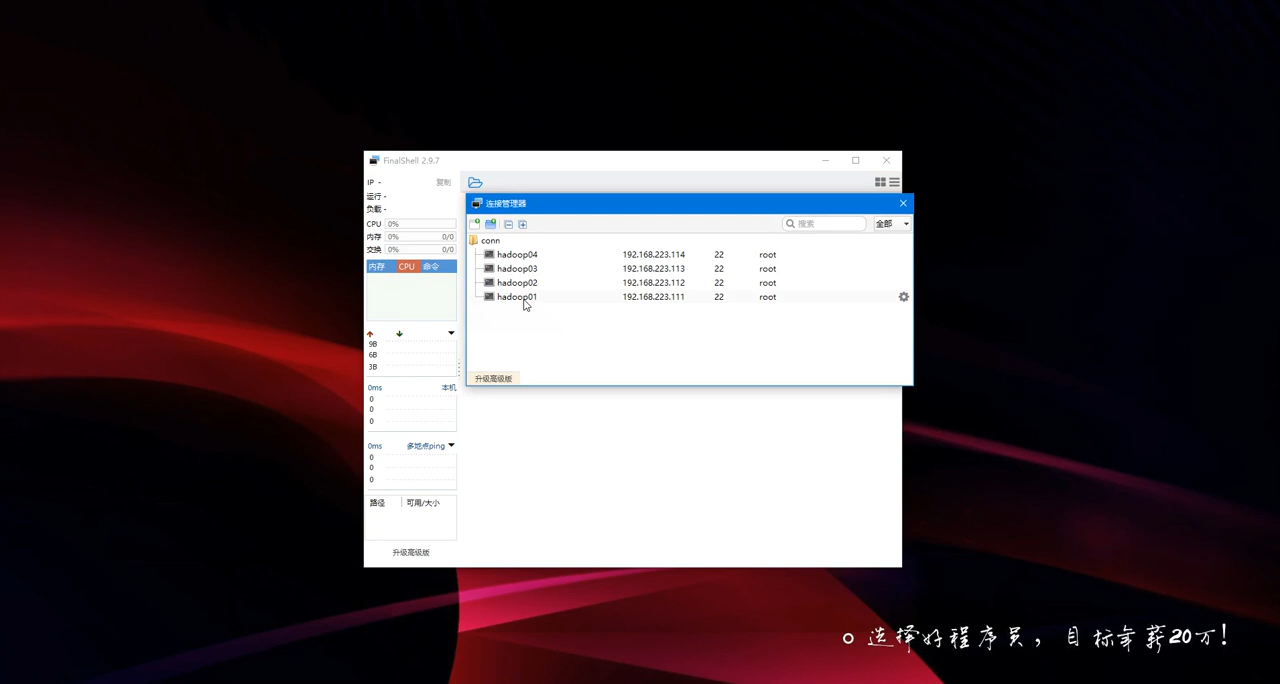 FinalShell 2.9.7
IP -
复制
运行 -
负载 -
CPU 0%
内存 0% 0/0
交换 0% 0/0
内存 CPU 命令
9B
6B
3B
0ms 本机
0
0
0
0ms 多地点ping
0
0
0
路径 可用/大小
升级高级版
连接管理器
搜索 全部
conn
hadoop04 192.168.223.114 22 root
hadoop03 192.168.223.113 22 root
hadoop02 192.168.223.112 22 root
hadoop01 192.168.223.111 22 root
升级高级版
选择好程序员，目标年薪20万！